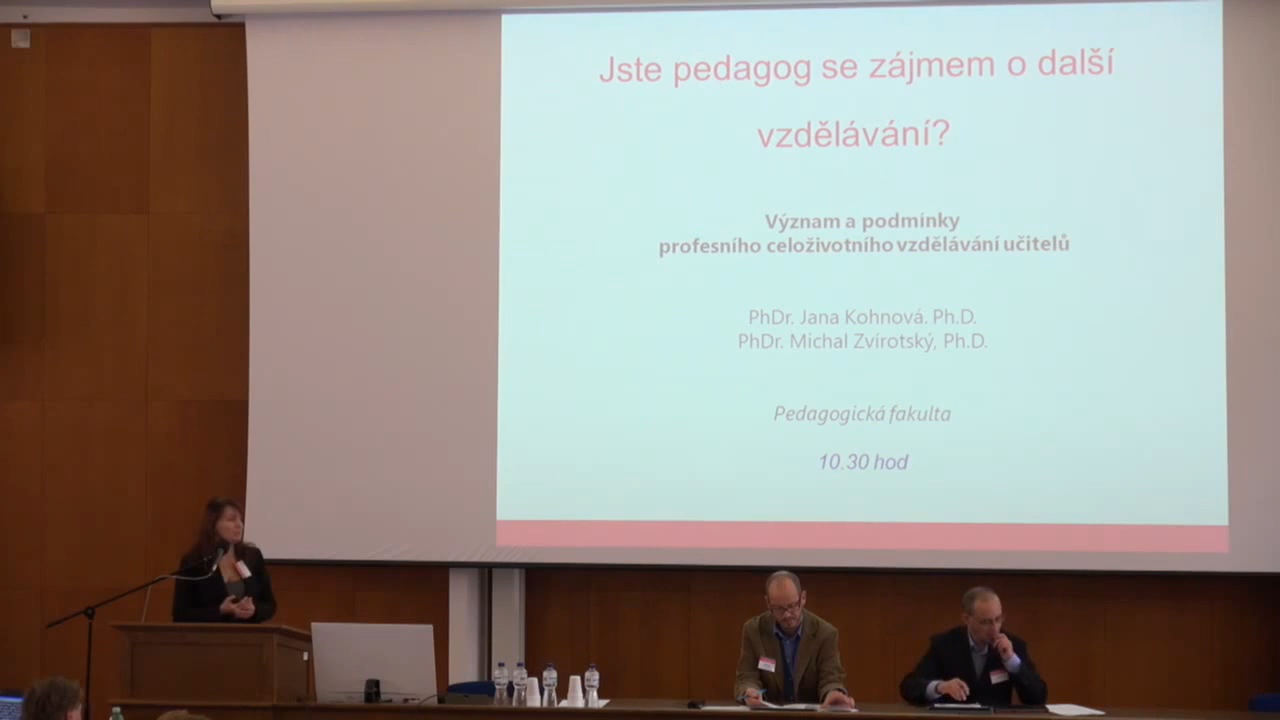 Jste pedagog se zájmem o další
vzdělávání?
Význam a podmínky
profesního celoživotního vzdělávání učitelů
PhDr. Jana Kohnová. Ph.D.
PhDr. Michal Zvírotský, Ph.D.
Pedagogická fakulta
10.30 hod